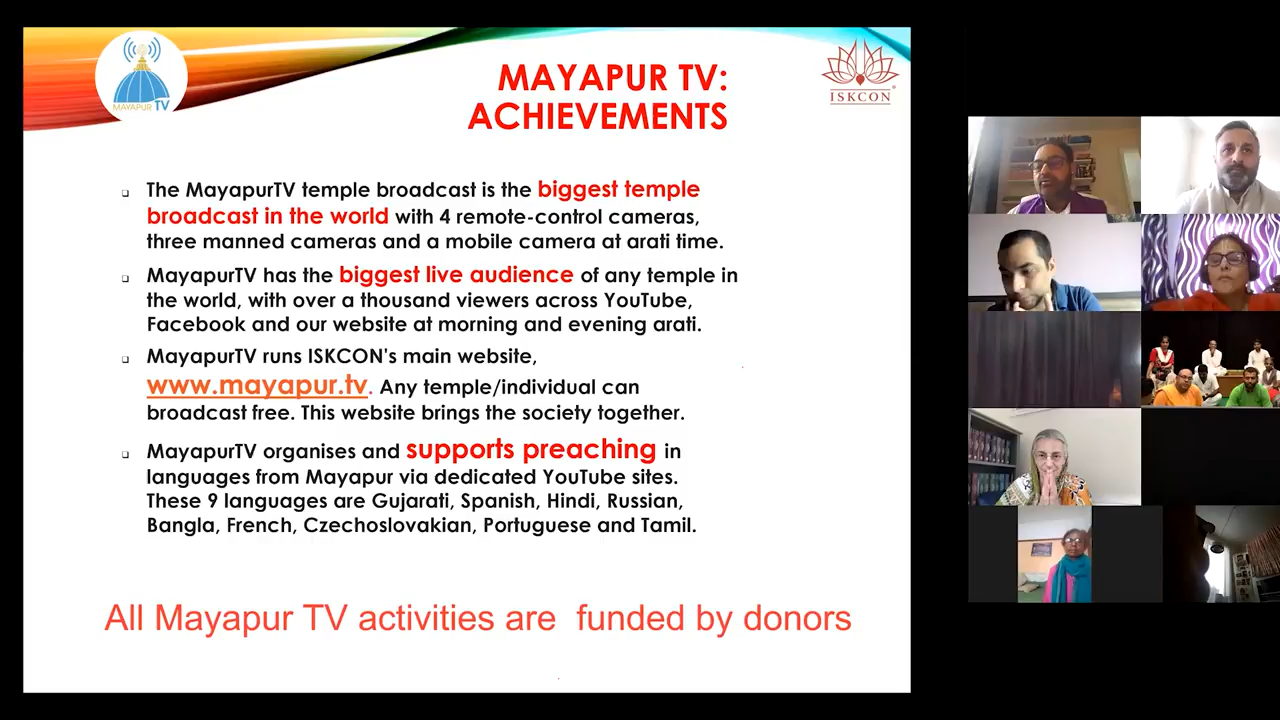 MAYAPUR TV
ISKCON
MAYAPUR TV:
ACHIEVEMENTS
The MayapurTV temple broadcast is the biggest temple
broadcast in the world with 4 remote-control cameras,
three manned cameras and a mobile camera at arati time.
MayapurTV has the biggest live audience of any temple in
the world, with over a thousand viewers across YouTube,
Facebook and our website at morning and evening arati.
MayapurTV runs ISKCON's main website,
www.mayapur.tv. Any temple/individual can
broadcast free. This website brings the society together.
MayapurTV organises and supports preaching in
languages from Mayapur via dedicated YouTube sites.
These 9 languages are Gujarati, Spanish, Hindi, Russian,
Bangla, French, Czechoslovakian, Portuguese and Tamil.
All Mayapur TV activities are funded by donors